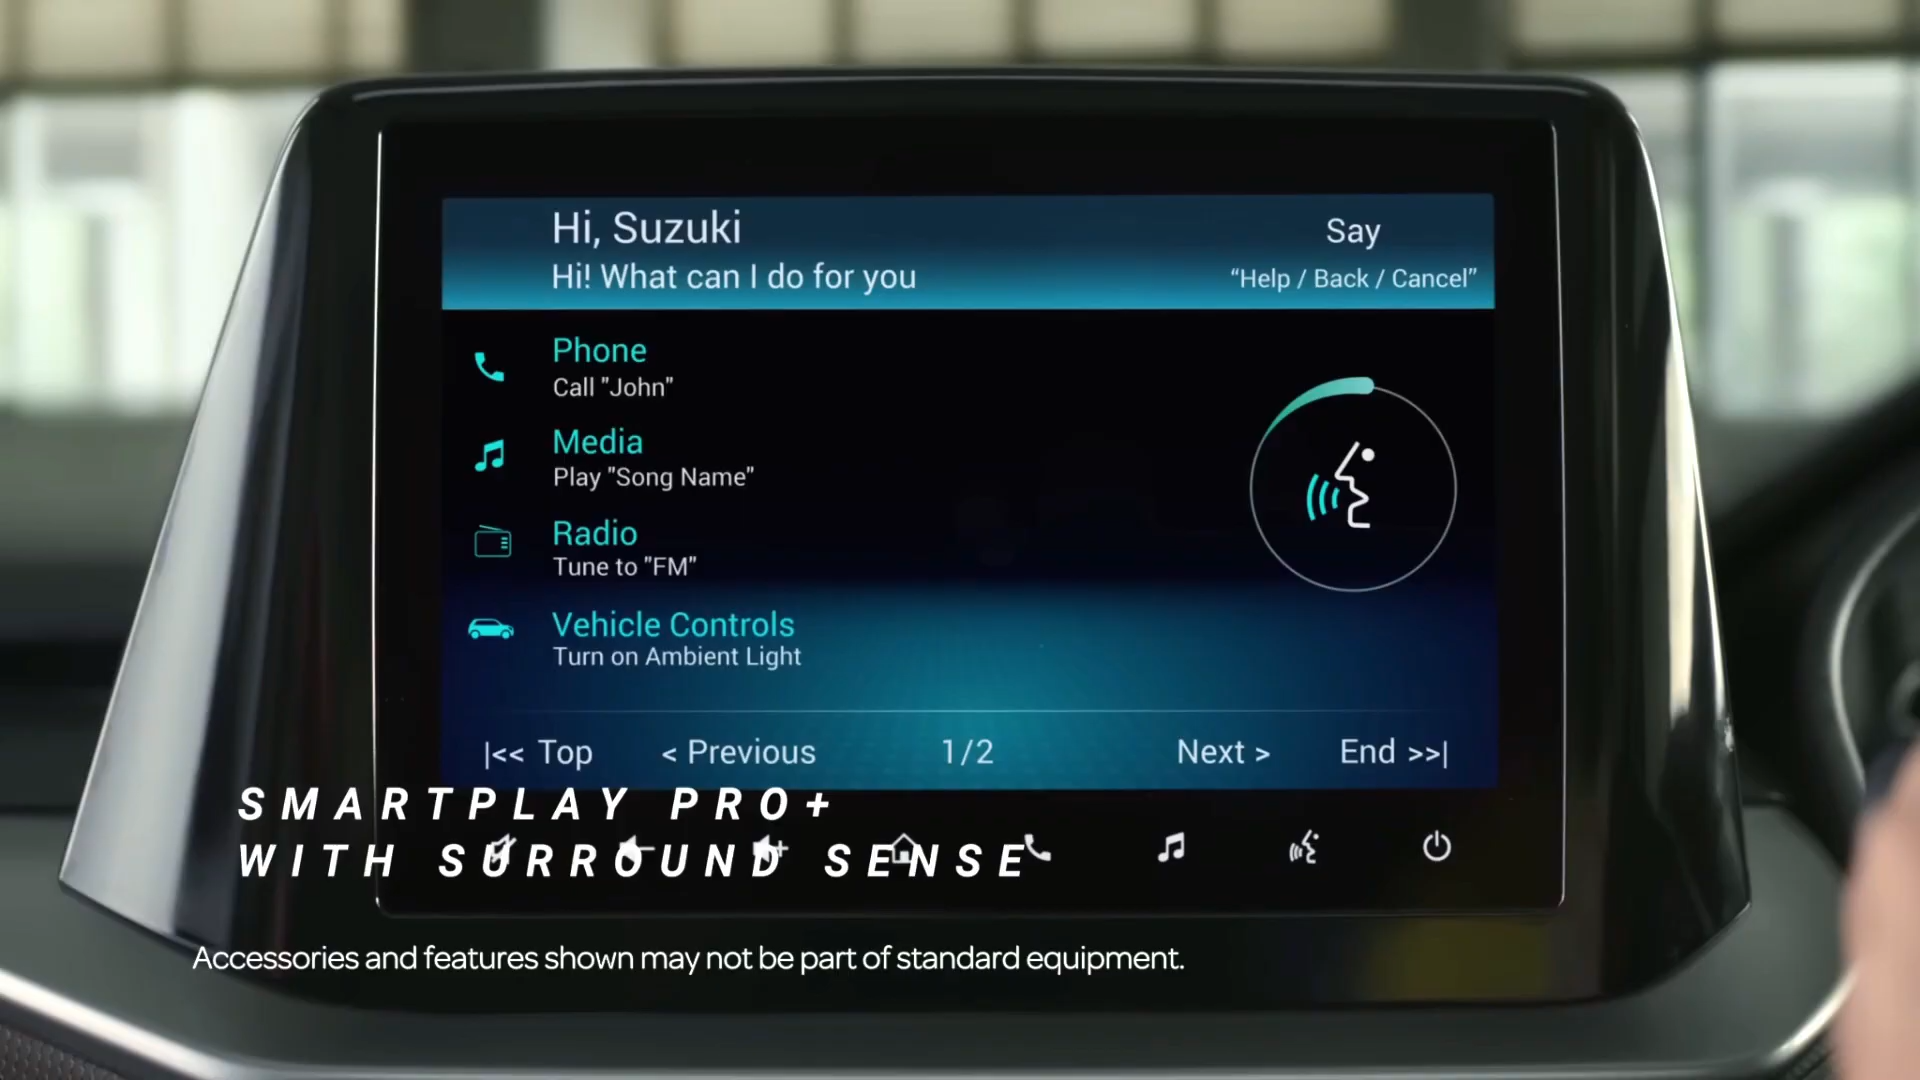 Hi, Suzuki
Hi! What can I do for you
Say
“Help / Back / Cancel”
Phone
Call "John"
Media
Play "Song Name"
Radio
Tune to "FM"
Vehicle Controls
Turn on Ambient Light
|<< Top
< Previous
1/2
Next >
End >>|
SMARTPLAY PRO+
WITH SURROUND SENSE
Accessories and features shown may not be part of standard equipment.